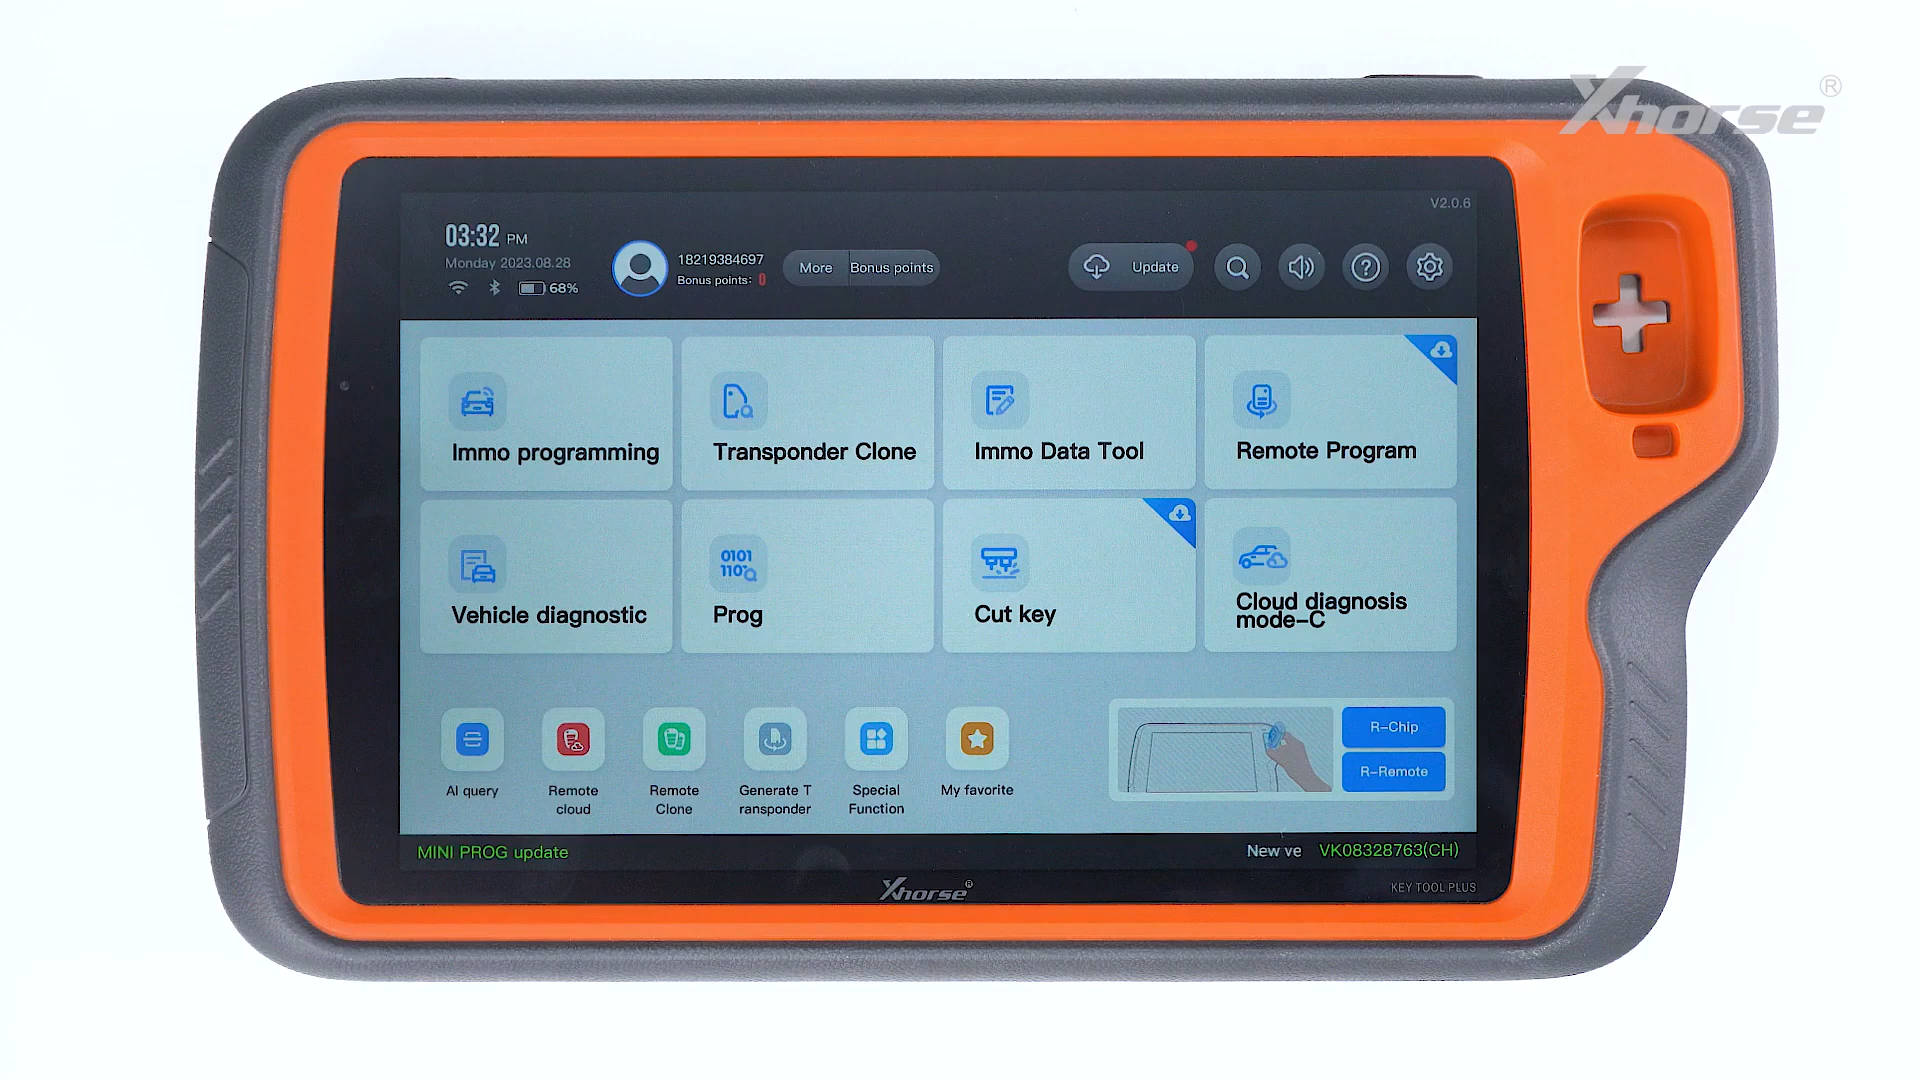 Xhorse®
V2.0.6
03:32 PM
Monday 2023.08.28
68%
18219384697
Bonus points: 0
More
Bonus points
Update
Immo programming
Transponder Clone
Immo Data Tool
Remote Program
Vehicle diagnostic
0101
110
Prog
Cut key
Cloud diagnosis
mode-C
AI query
Remote
cloud
Remote
Clone
Generate T
ransponder
Special
Function
My favorite
R-Chip
R-Remote
MINI PROG update
New ve
VK08328763(CH)
Xhorse®
KEY TOOL PLUS